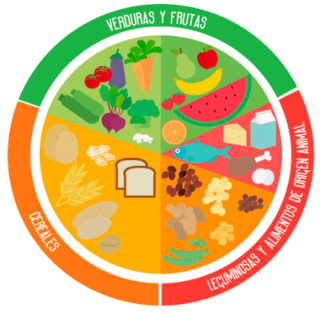 VERDURAS Y FRUTAS
CEREALES
LEGUMINOSAS Y ALIMENTOS DE ORIGEN ANIMAL